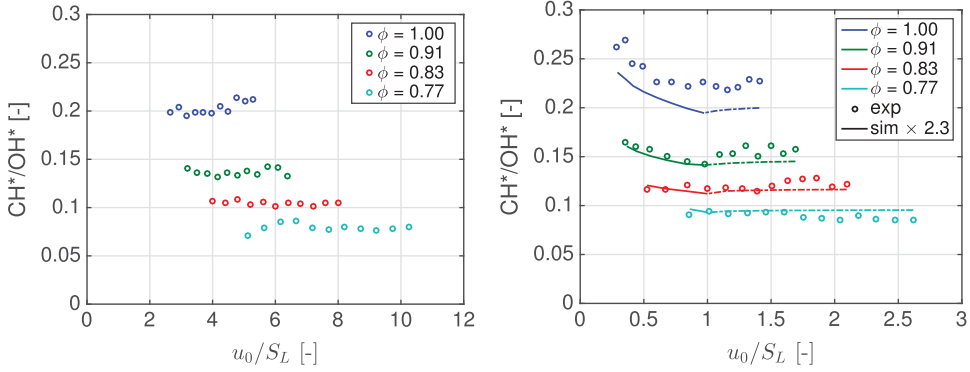 0.3
0.25
0.2
0.15
0.1
0.05
0
CH*/OH* [-]
0 2 4 6 8 10 12
u₀/S_L [-]
ϕ = 1.00
ϕ = 0.91
ϕ = 0.83
ϕ = 0.77
0.3
0.25
0.2
0.15
0.1
0.05
0
CH*/OH* [-]
0 0.5 1 1.5 2 2.5 3
u₀/S_L [-]
ϕ = 1.00
ϕ = 0.91
ϕ = 0.83
ϕ = 0.77
exp
sim × 2.3